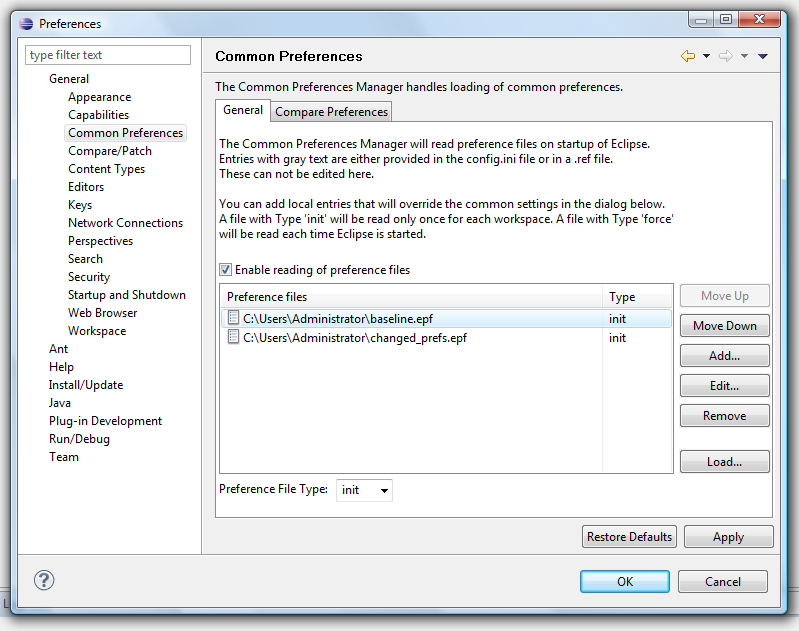 Preferences
type filter text
General
Appearance
Capabilities
Common Preferences
Compare/Patch
Content Types
Editors
Keys
Network Connections
Perspectives
Search
Security
Startup and Shutdown
Web Browser
Workspace
Ant
Help
Install/Update
Java
Plug-in Development
Run/Debug
Team
Common Preferences
The Common Preferences Manager handles loading of common preferences.
General Compare Preferences
The Common Preferences Manager will read preference files on startup of Eclipse.
Entries with gray text are either provided in the config.ini file or in a .ref file.
These can not be edited here.
You can add local entries that will override the common settings in the dialog below.
A file with Type 'init' will be read only once for each workspace. A file with Type 'force'
will be read each time Eclipse is started.
Enable reading of preference files
Preference files Type
C:\Users\Administrator\baseline.epf init
C:\Users\Administrator\changed_prefs.epf init
Move Up
Move Down
Add...
Edit...
Remove
Load...
Preference File Type: init
Restore Defaults Apply
? OK Cancel
L